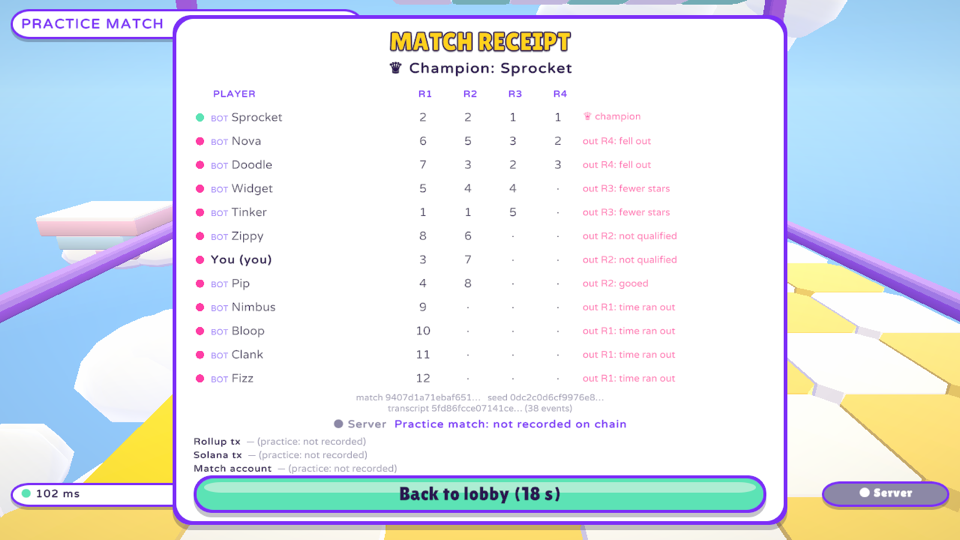 PRACTICE MATCH
MATCH RECEIPT
♛ Champion: Sprocket
PLAYER R1 R2 R3 R4
BOT Sprocket 2 2 1 1 ♛ champion
BOT Nova 6 5 3 2 out R4: fell out
BOT Doodle 7 3 2 3 out R4: fell out
BOT Widget 5 4 4 · out R3: fewer stars
BOT Tinker 1 1 5 · out R3: fewer stars
BOT Zippy 8 6 · · out R2: not qualified
You (you) 3 7 · · out R2: not qualified
BOT Pip 4 8 · · out R2: gooed
BOT Nimbus 9 · · · out R1: time ran out
BOT Bloop 10 · · · out R1: time ran out
BOT Clank 11 · · · out R1: time ran out
BOT Fizz 12 · · · out R1: time ran out
match 9407d1a71ebaf651… seed 0dc2c0d6cf9976e8…
transcript 5fd86fcce07141ce… (38 events)
Server Practice match: not recorded on chain
Rollup tx — (practice: not recorded)
Solana tx — (practice: not recorded)
Match account — (practice: not recorded)
Back to lobby (18 s)
102 ms
Server